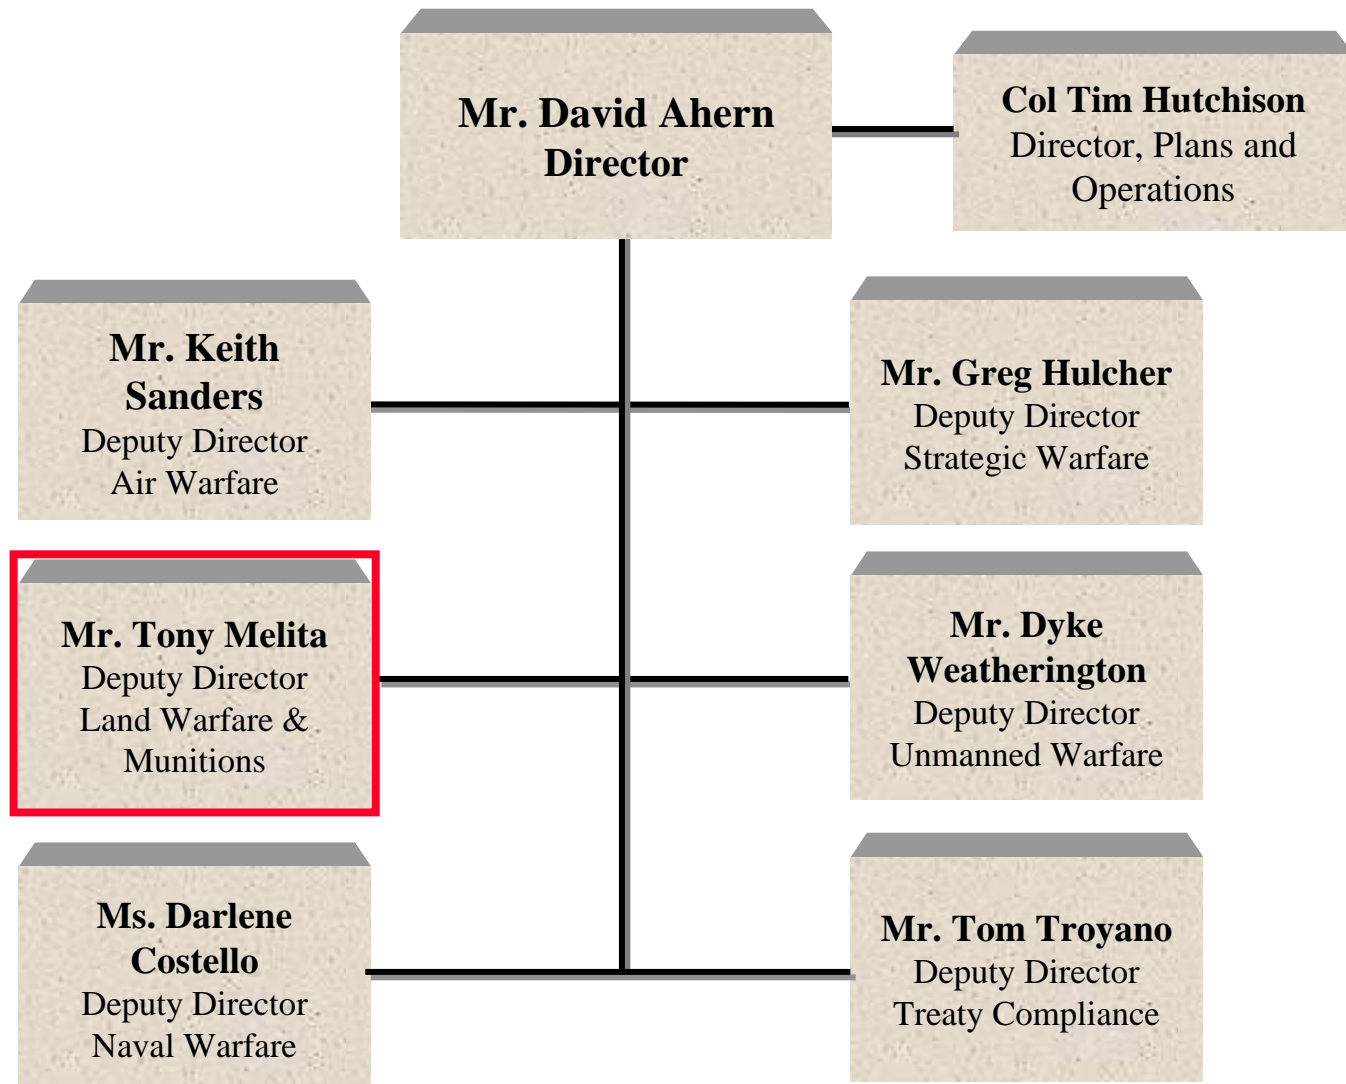 Mr. David Ahern
Director
Col Tim Hutchison
Director, Plans and
Operations
Mr. Keith
Sanders
Deputy Director
Air Warfare
Mr. Greg Hulcher
Deputy Director
Strategic Warfare
Mr. Tony Melita
Deputy Director
Land Warfare &
Munitions
Mr. Dyke
Weatherington
Deputy Director
Unmanned Warfare
Ms. Darlene
Costello
Deputy Director
Naval Warfare
Mr. Tom Troyano
Deputy Director
Treaty Compliance